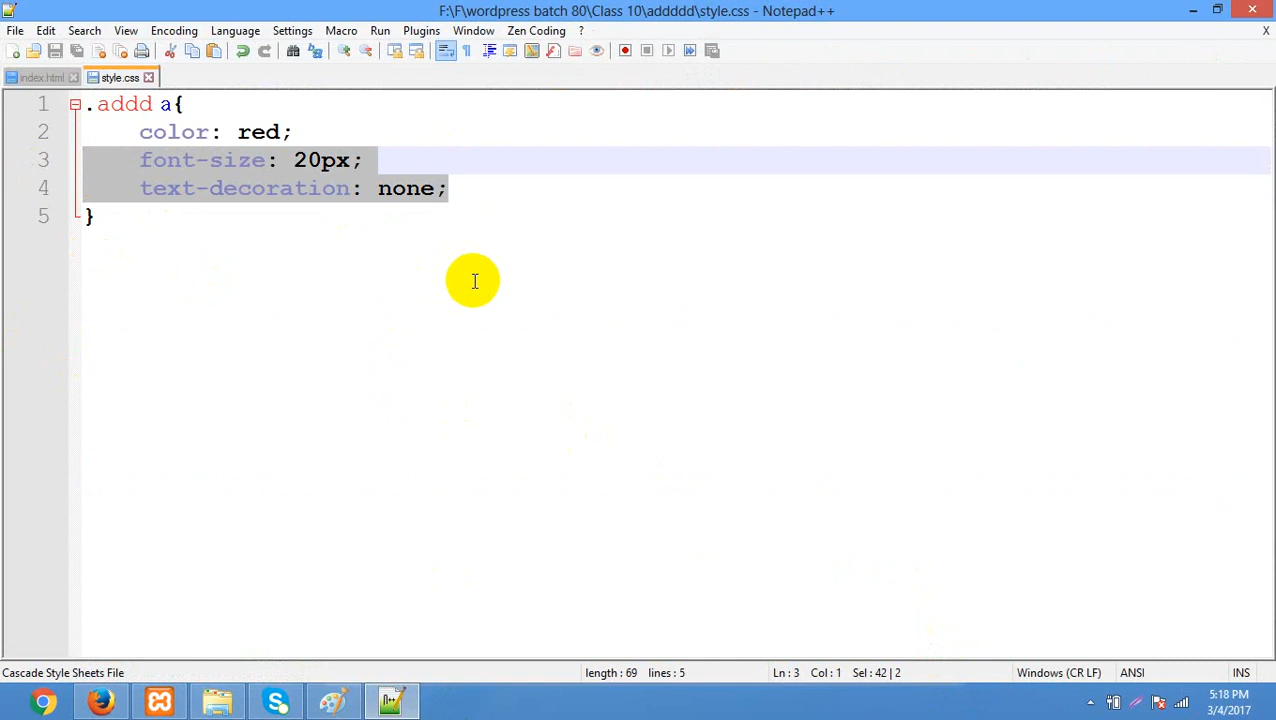 F:\F\wordpress batch 80\Class 10\addddd\style.css - Notepad++
File Edit Search View Encoding Language Settings Macro Run Plugins Window Zen Coding ? X
index.html style.css
1 .addd a{
2 color: red;
3 font-size: 20px;
4 text-decoration: none;
5 }
Cascade Style Sheets File length : 69 lines : 5 Ln : 3 Col : 1 Sel : 42 | 2 Windows (CR LF) ANSI INS
5:18 PM
3/4/2017